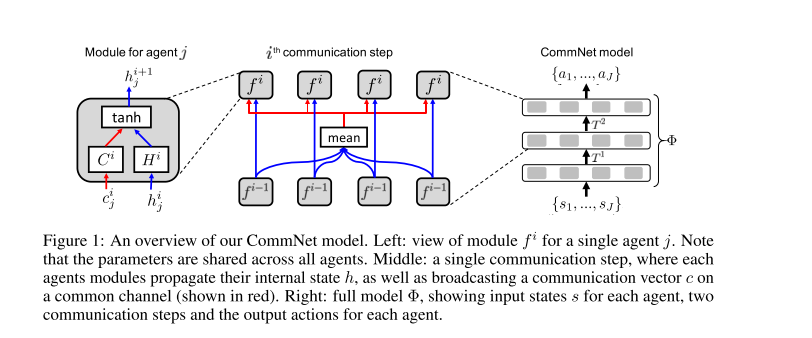 Module for agent j
h_j^{i+1}
tanh
C^i H^i
c_j^i h_j^i
i^th communication step
f^i f^i f^i f^i
mean
f^{i-1} f^{i-1} f^{i-1} f^{i-1}
CommNet model
{a_1, ..., a_J}
T^2
T^1
Φ
{s_1, ..., s_J}
Figure 1: An overview of our CommNet model. Left: view of module f^i for a single agent j. Note
that the parameters are shared across all agents. Middle: a single communication step, where each
agents modules propagate their internal state h, as well as broadcasting a communication vector c on
a common channel (shown in red). Right: full model Φ, showing input states s for each agent, two
communication steps and the output actions for each agent.